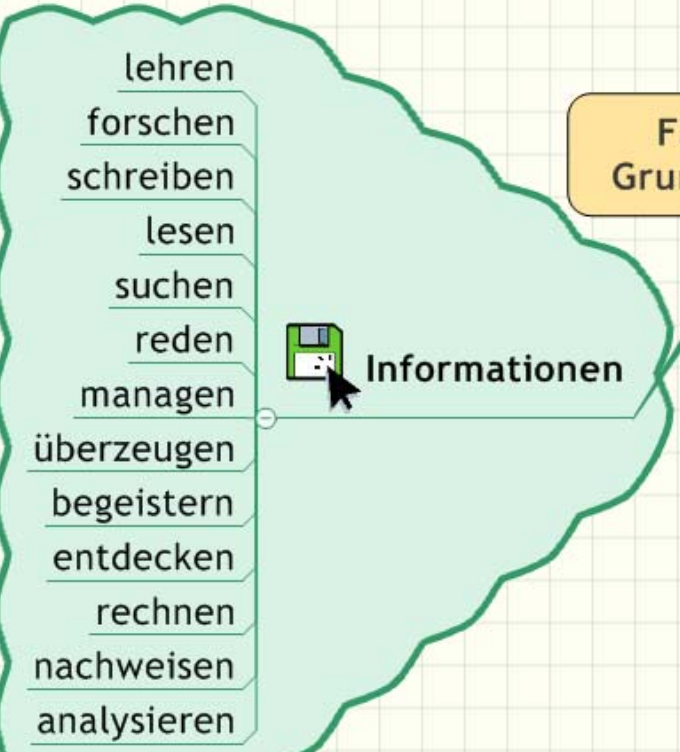 lehren
forschen
schreiben
lesen
suchen
reden
managen
überzeugen
begeistern
entdecken
rechnen
nachweisen
analysieren
Informationen